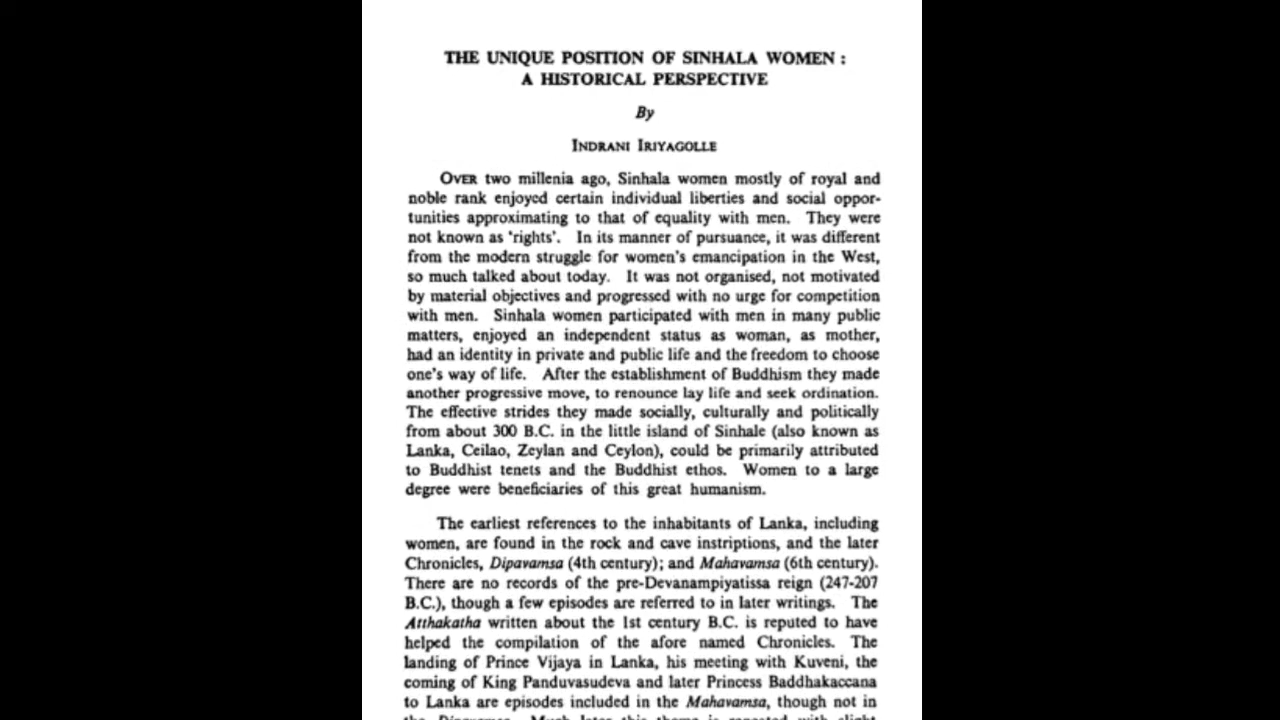 THE UNIQUE POSITION OF SINHALA WOMEN :
A HISTORICAL PERSPECTIVE
By
INDRANI IRIYAGOLLE
OVER two millenia ago, Sinhala women mostly of royal and
noble rank enjoyed certain individual liberties and social oppor-
tunities approximating to that of equality with men. They were
not known as 'rights'. In its manner of pursuance, it was different
from the modern struggle for women's emancipation in the West,
so much talked about today. It was not organised, not motivated
by material objectives and progressed with no urge for competition
with men. Sinhala women participated with men in many public
matters, enjoyed an independent status as woman, as mother,
had an identity in private and public life and the freedom to choose
one's way of life. After the establishment of Buddhism they made
another progressive move, to renounce lay life and seek ordination.
The effective strides they made socially, culturally and politically
from about 300 B.C. in the little island of Sinhale (also known as
Lanka, Ceilao, Zeylan and Ceylon), could be primarily attributed
to Buddhist tenets and the Buddhist ethos. Women to a large
degree were beneficiaries of this great humanism.
The earliest references to the inhabitants of Lanka, including
women, are found in the rock and cave instriptions, and the later
Chronicles, Dipavamsa (4th century); and Mahavamsa (6th century).
There are no records of the pre-Devanampiyatissa reign (247-207
B.C.), though a few episodes are referred to in later writings. The
Atthakatha written about the 1st century B.C. is reputed to have
helped the compilation of the afore named Chronicles. The
landing of Prince Vijaya in Lanka, his meeting with Kuveni, the
coming of King Panduvasudeva and later Princess Baddhakaccana
to Lanka are episodes included in the Mahavamsa, though not in